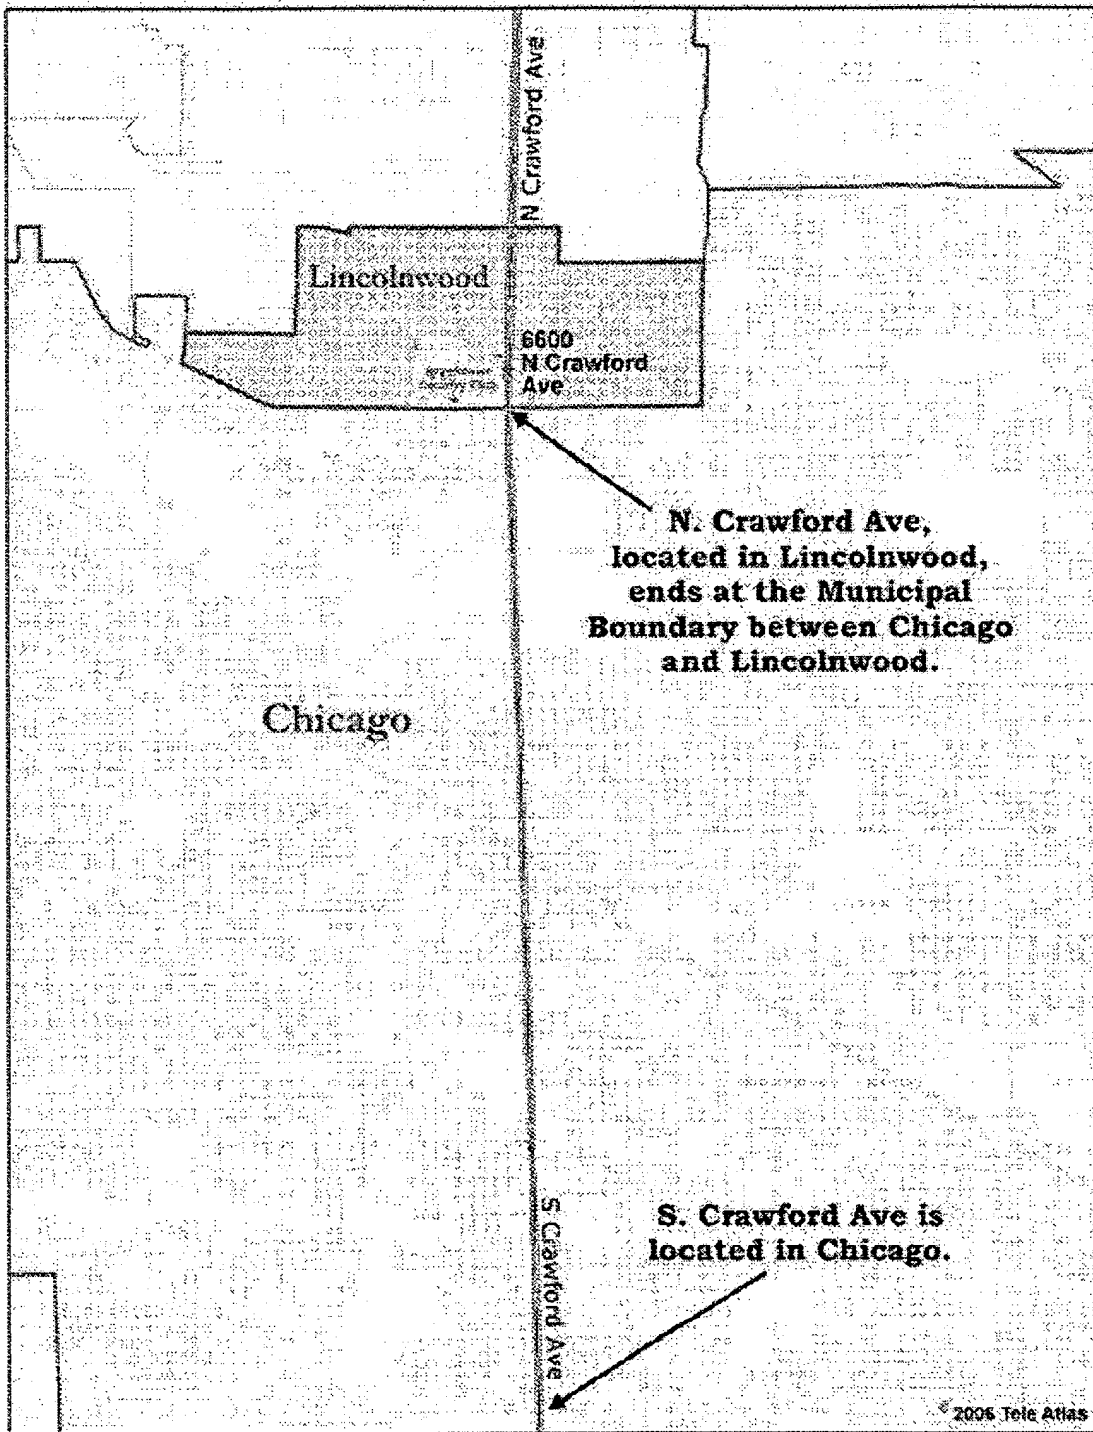 N Crawford Ave
Lincolnwood
6600
N Crawford
Ave
N. Crawford Ave,
located in Lincolnwood,
ends at the Municipal
Boundary between Chicago
and Lincolnwood.
Chicago
S Crawford Ave
S. Crawford Ave is
located in Chicago.
© 2006 Tele Atlas